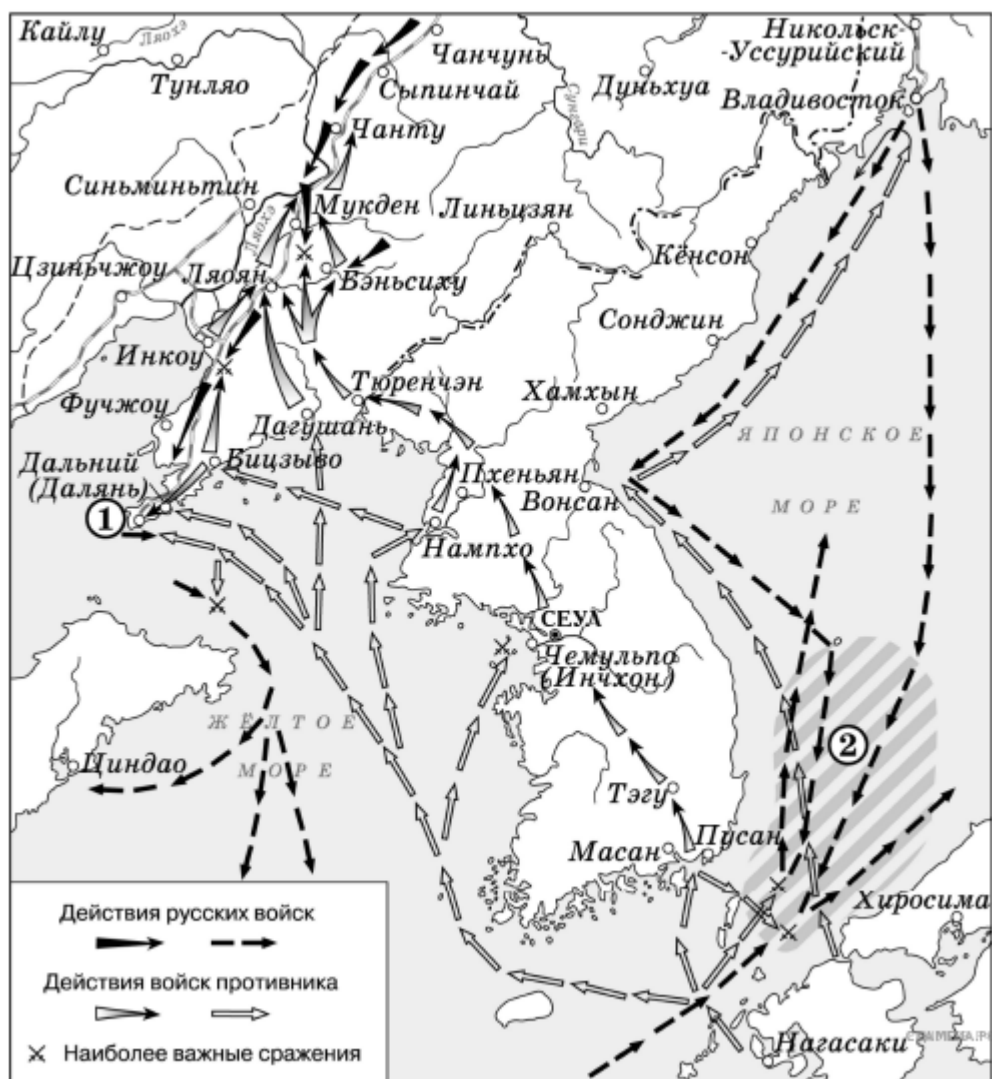 Кайлу
Ляохэ
Тунляо
Чанчунь
Сыпинчай
Чанту
Сунгари
Дуньхуа
Никольск-
Уссурийский
Владивосток
Синьминьтин
Ляохэ
Мукден
Линьцзян
Кёнсон
Цзиньчжоу
Ляоян
Бэньсиху
Сонджин
Инкоу
Тюренчэн
Хамхын
Фучжоу
Дагушань
ЯПОНСКОЕ
МОРЕ
Дальний
(Далянь)
Бицзыво
Пхеньян
Вонсан
1
Нампхо
СЕУЛ
Чемульпо
(Инчхон)
ЖЁЛТОЕ
МОРЕ
2
Циндао
Тэгу
Масан
Пусан
Хиросима
Нагасаки
Действия русских войск
Действия войск противника
Наиболее важные сражения